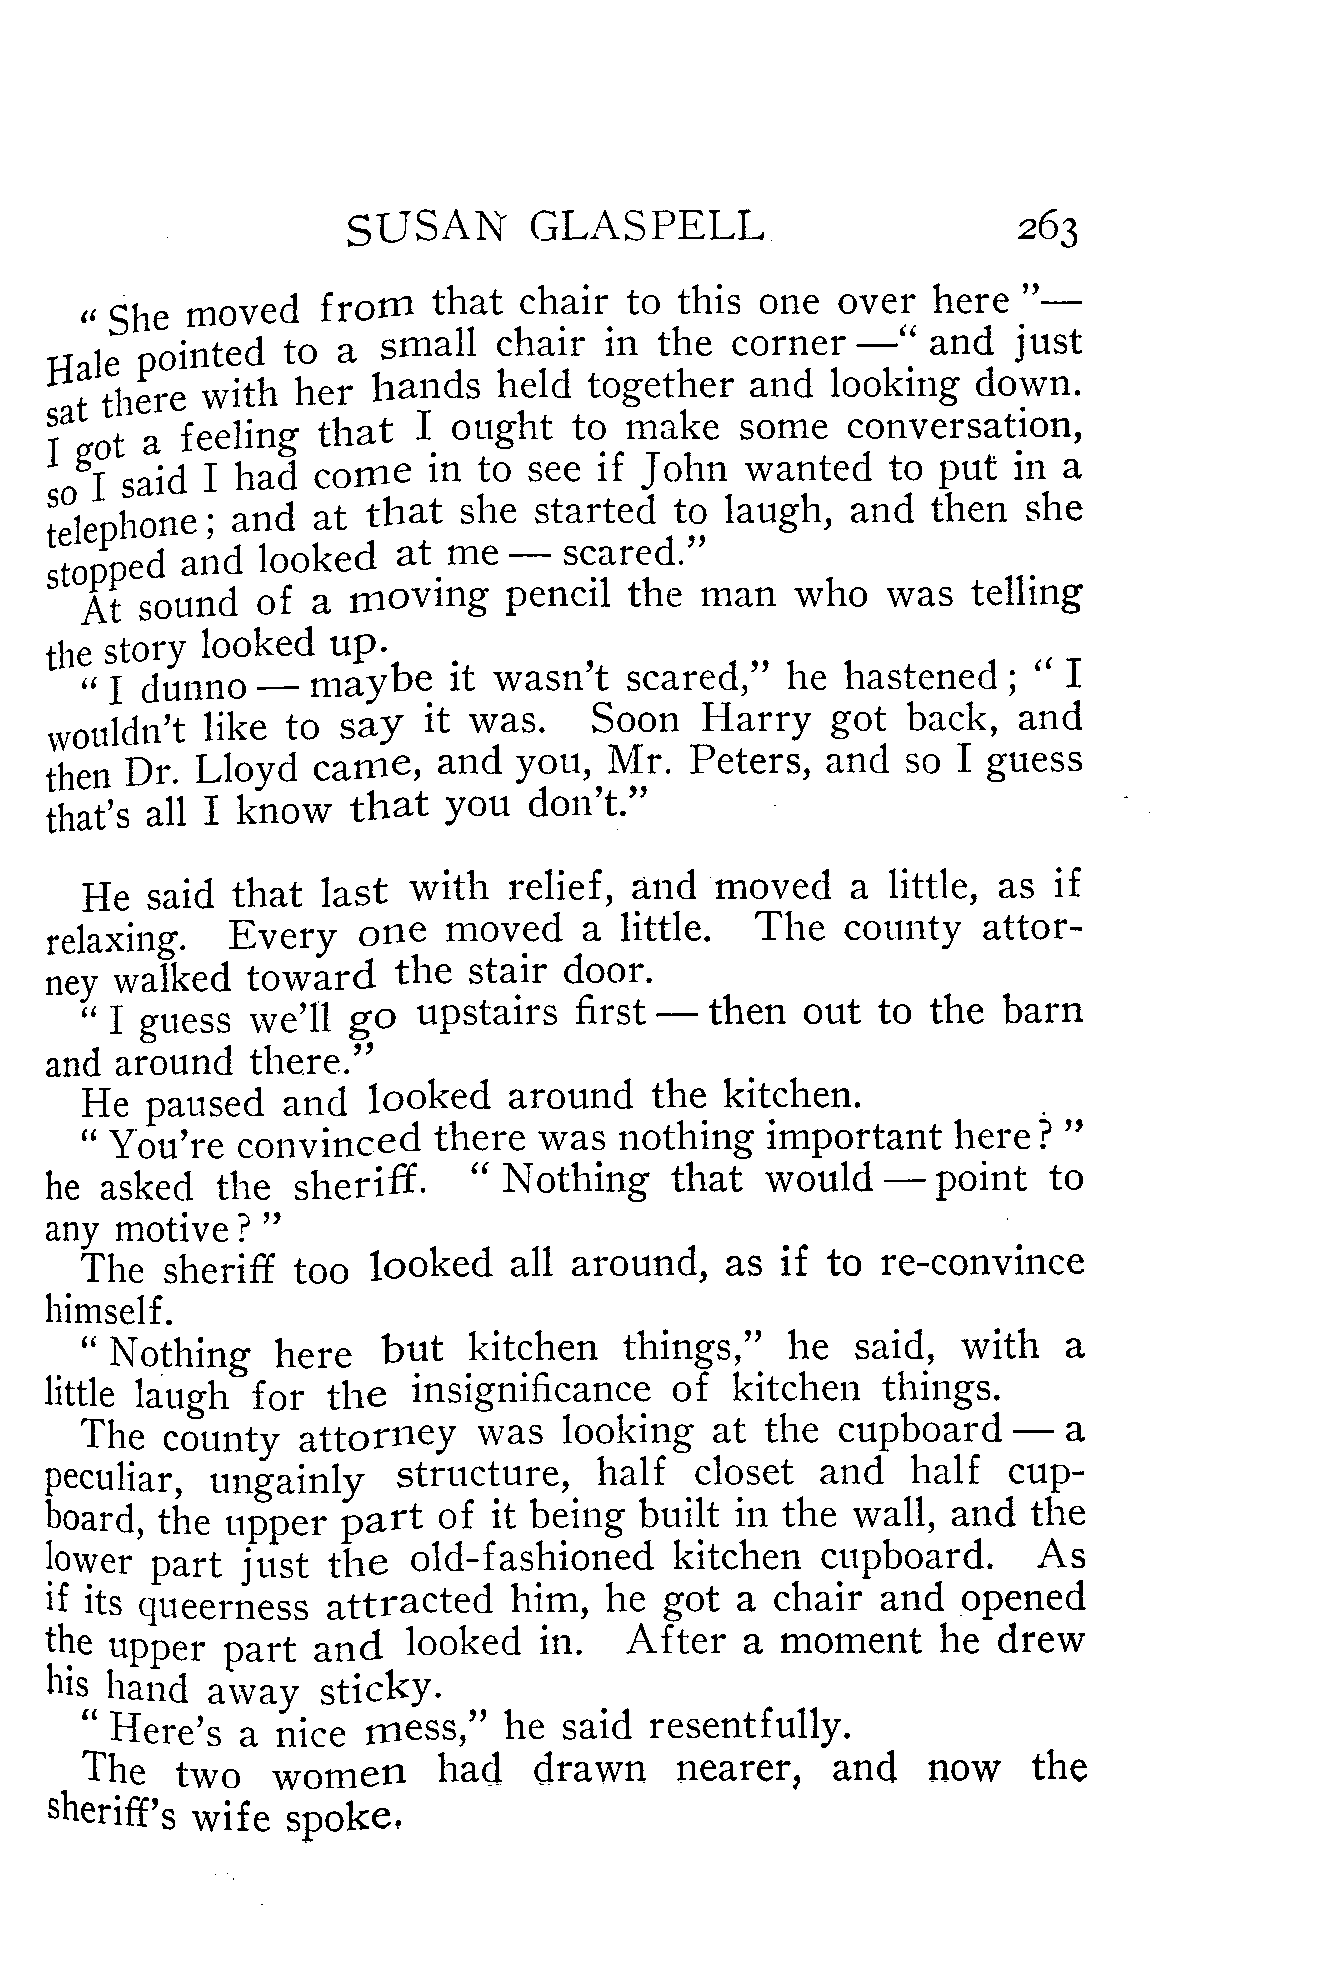 SUSAN GLASPELL 263
“ She moved from that chair to this one over here ”—
Hale pointed to a small chair in the corner —“ and just
sat there with her hands held together and looking down.
I got a feeling that I ought to make some conversation,
so I said I had come in to see if John wanted to put in a
telephone ; and at that she started to laugh, and then she
stopped and looked at me — scared.”
At sound of a moving pencil the man who was telling
the story looked up.
“ I dunno — maybe it wasn’t scared,” he hastened ; “ I
wouldn’t like to say it was. Soon Harry got back, and
then Dr. Lloyd came, and you, Mr. Peters, and so I guess
that’s all I know that you don’t.”
He said that last with relief, and moved a little, as if
relaxing. Every one moved a little. The county attor-
ney walked toward the stair door.
“ I guess we’ll go upstairs first — then out to the barn
and around there.”
He paused and looked around the kitchen.
“ You’re convinced there was nothing important here ? ”
he asked the sheriff. “ Nothing that would — point to
any motive ? ”
The sheriff too looked all around, as if to re-convince
himself.
“ Nothing here but kitchen things,” he said, with a
little laugh for the insignificance of kitchen things.
The county attorney was looking at the cupboard — a
peculiar, ungainly structure, half closet and half cup-
board, the upper part of it being built in the wall, and the
lower part just the old-fashioned kitchen cupboard. As
if its queerness attracted him, he got a chair and opened
the upper part and looked in. After a moment he drew
his hand away sticky.
“ Here’s a nice mess,” he said resentfully.
The two women had drawn nearer, and now the
sheriff’s wife spoke.